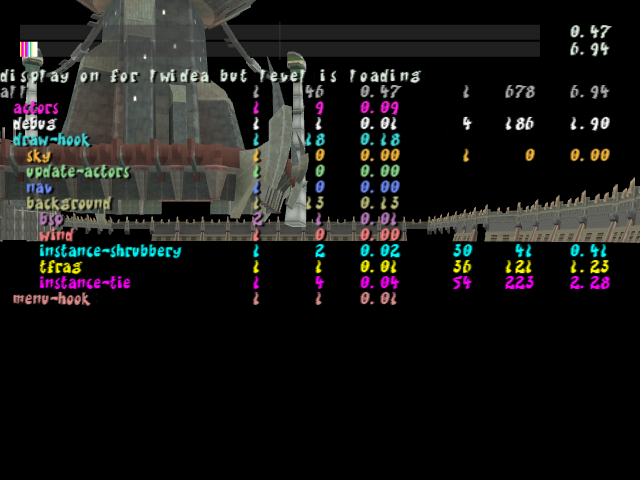 0.47
6.94
display on for lwidea but level is loading
all 1 46 0.47 1 678 6.94
actors 1 9 0.09
debug 1 1 0.01 4 186 1.90
draw-hook 1 18 0.18
sky 1 0 0.00 1 0 0.00
update-actors 1 0 0.00
nav 1 0 0.00
background 1 13 0.13
bsp 2 1 0.01
wind 1 0 0.00
instance-shrubbery 1 2 0.02 30 41 0.41
tfrag 1 1 0.01 36 121 1.23
instance-tie 1 4 0.04 54 223 2.28
menu-hook 1 1 0.01